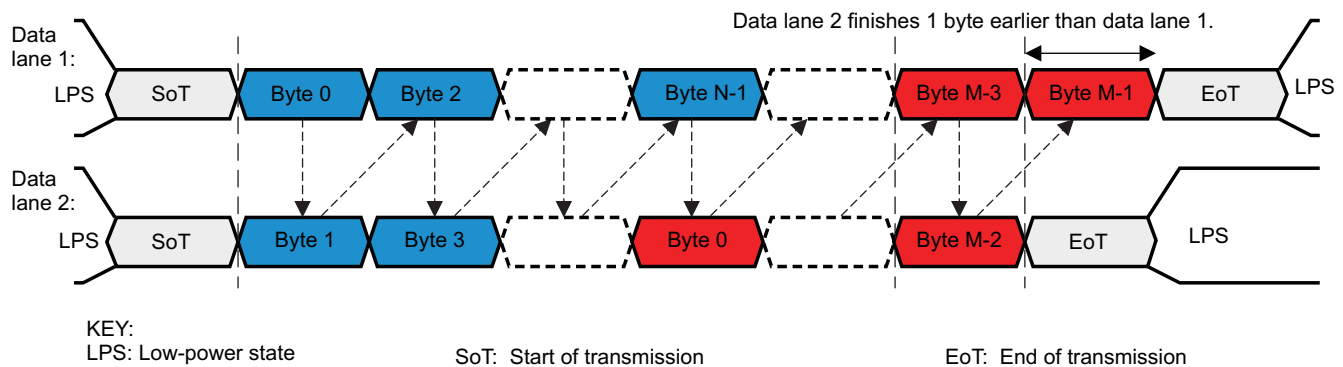 Data lane 2 finishes 1 byte earlier than data lane 1.
Data
lane 1:
LPS
SoT
Byte 0
Byte 2
Byte N-1
Byte M-3
Byte M-1
EoT
LPS
Data
lane 2:
LPS
SoT
Byte 1
Byte 3
Byte 0
Byte M-2
EoT
LPS
KEY:
LPS: Low-power state
SoT: Start of transmission
EoT: End of transmission